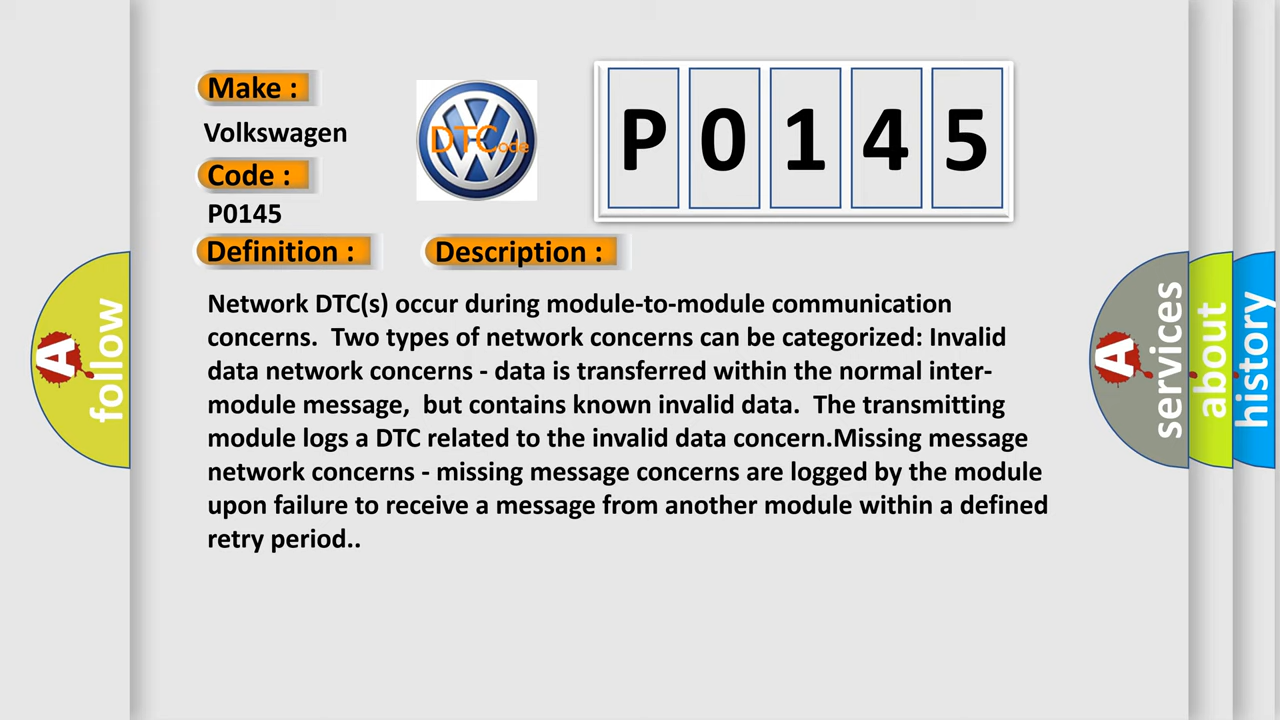 Make :
Volkswagen
Code :
P0145
Definition :
Description :
DTCode
P0145
Network DTC(s) occur during module-to-module communication
concerns. Two types of network concerns can be categorized: Invalid
data network concerns - data is transferred within the normal inter-
module message, but contains known invalid data. The transmitting
module logs a DTC related to the invalid data concern.Missing message
network concerns - missing message concerns are logged by the module
upon failure to receive a message from another module within a defined
retry period..
A
follow
A
services
about
history